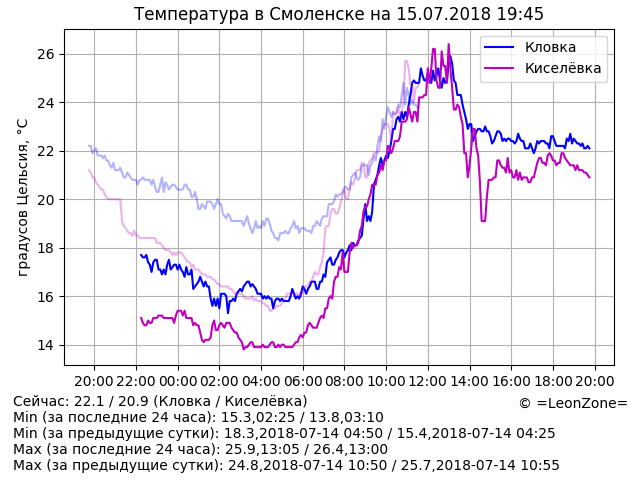 Температура в Смоленске на 15.07.2018 19:45
Кловка
Киселёвка
градусов Цельсия, °C
26
24
22
20
18
16
14
20:00 22:00 00:00 02:00 04:00 06:00 08:00 10:00 12:00 14:00 16:00 18:00 20:00
Сейчас: 22.1 / 20.9 (Кловка / Киселёвка)
© =LeonZone=
Min (за последние 24 часа): 15.3,02:25 / 13.8,03:10
Min (за предыдущие сутки): 18.3,2018-07-14 04:50 / 15.4,2018-07-14 04:25
Max (за последние 24 часа): 25.9,13:05 / 26.4,13:00
Max (за предыдущие сутки): 24.8,2018-07-14 10:50 / 25.7,2018-07-14 10:55